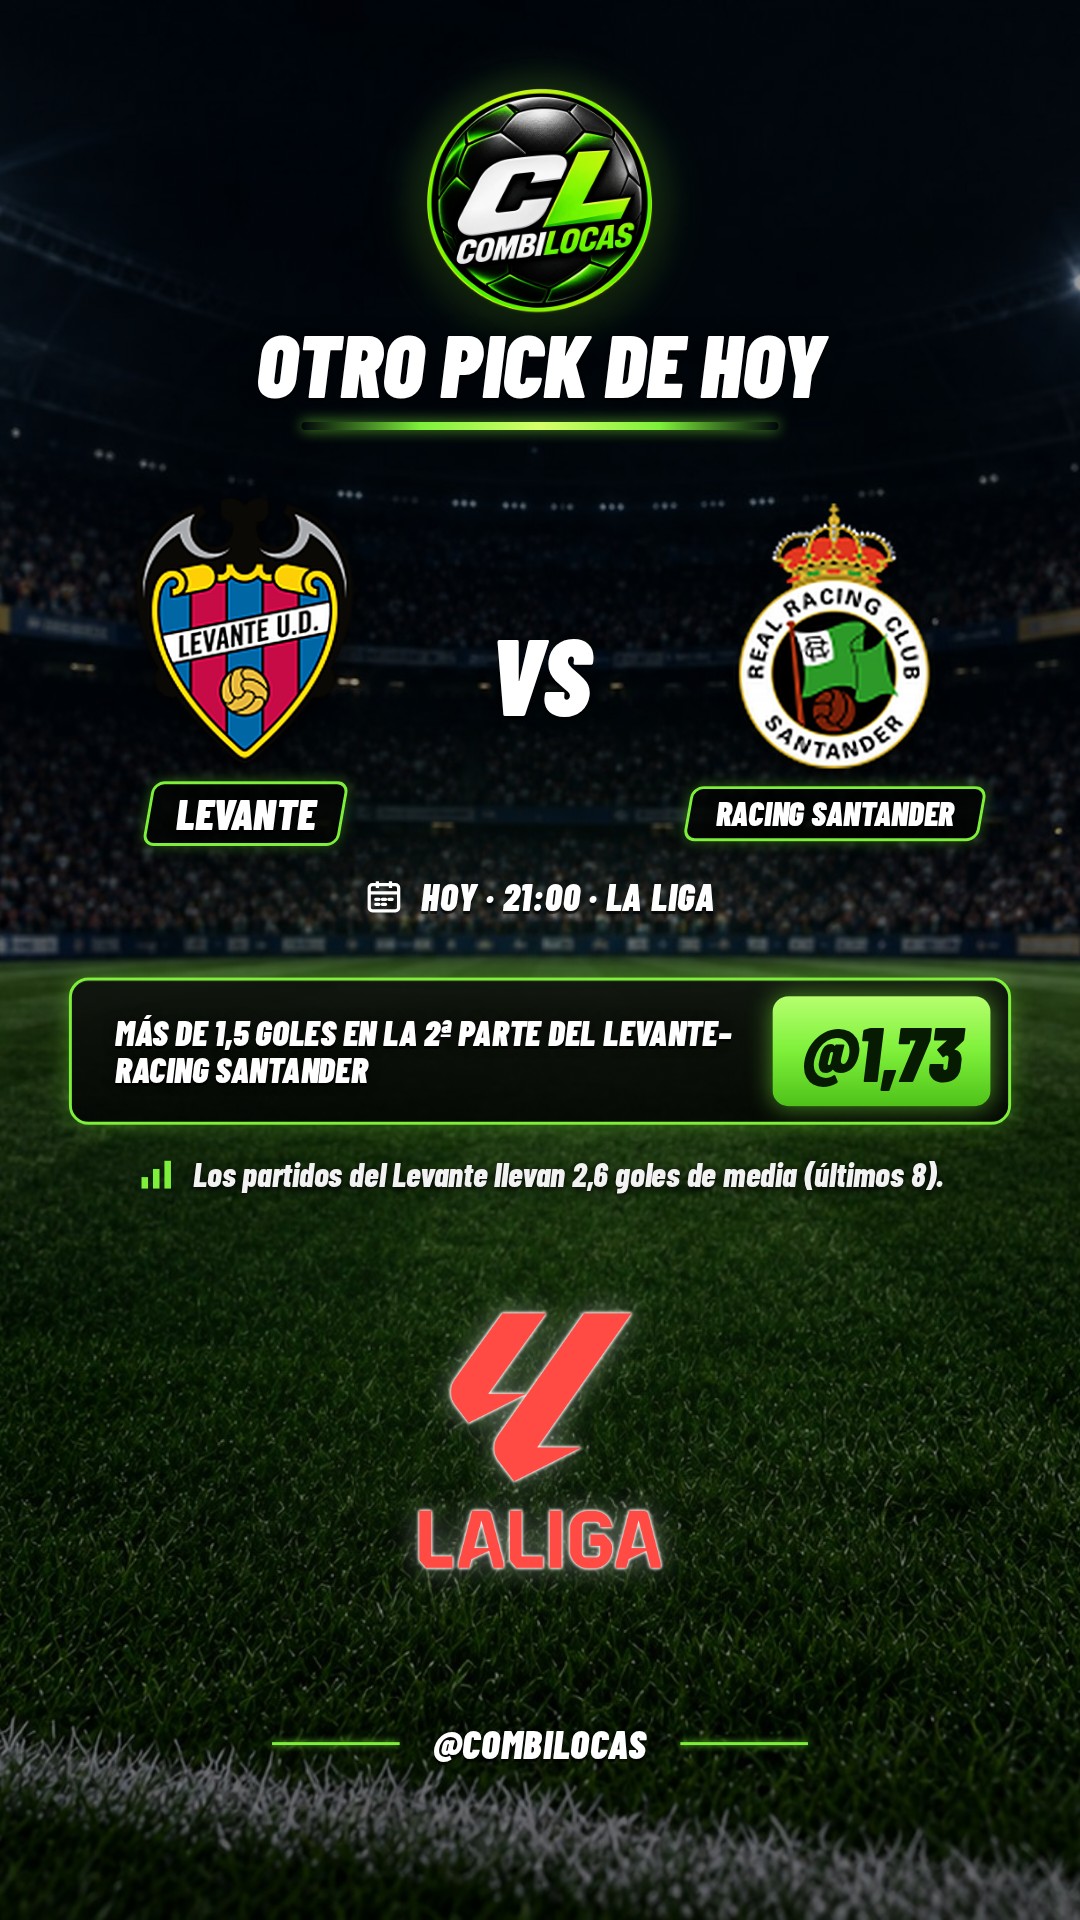 CL
COMBILOCAS
OTRO PICK DE HOY
LEVANTE U.D.
REAL RACING CLUB
SANTANDER
VS
LEVANTE
RACING SANTANDER
HOY · 21:00 · LA LIGA
MÁS DE 1,5 GOLES EN LA 2ª PARTE DEL LEVANTE-
RACING SANTANDER
@1,73
Los partidos del Levante llevan 2,6 goles de media (últimos 8).
LALIGA
@COMBILOCAS